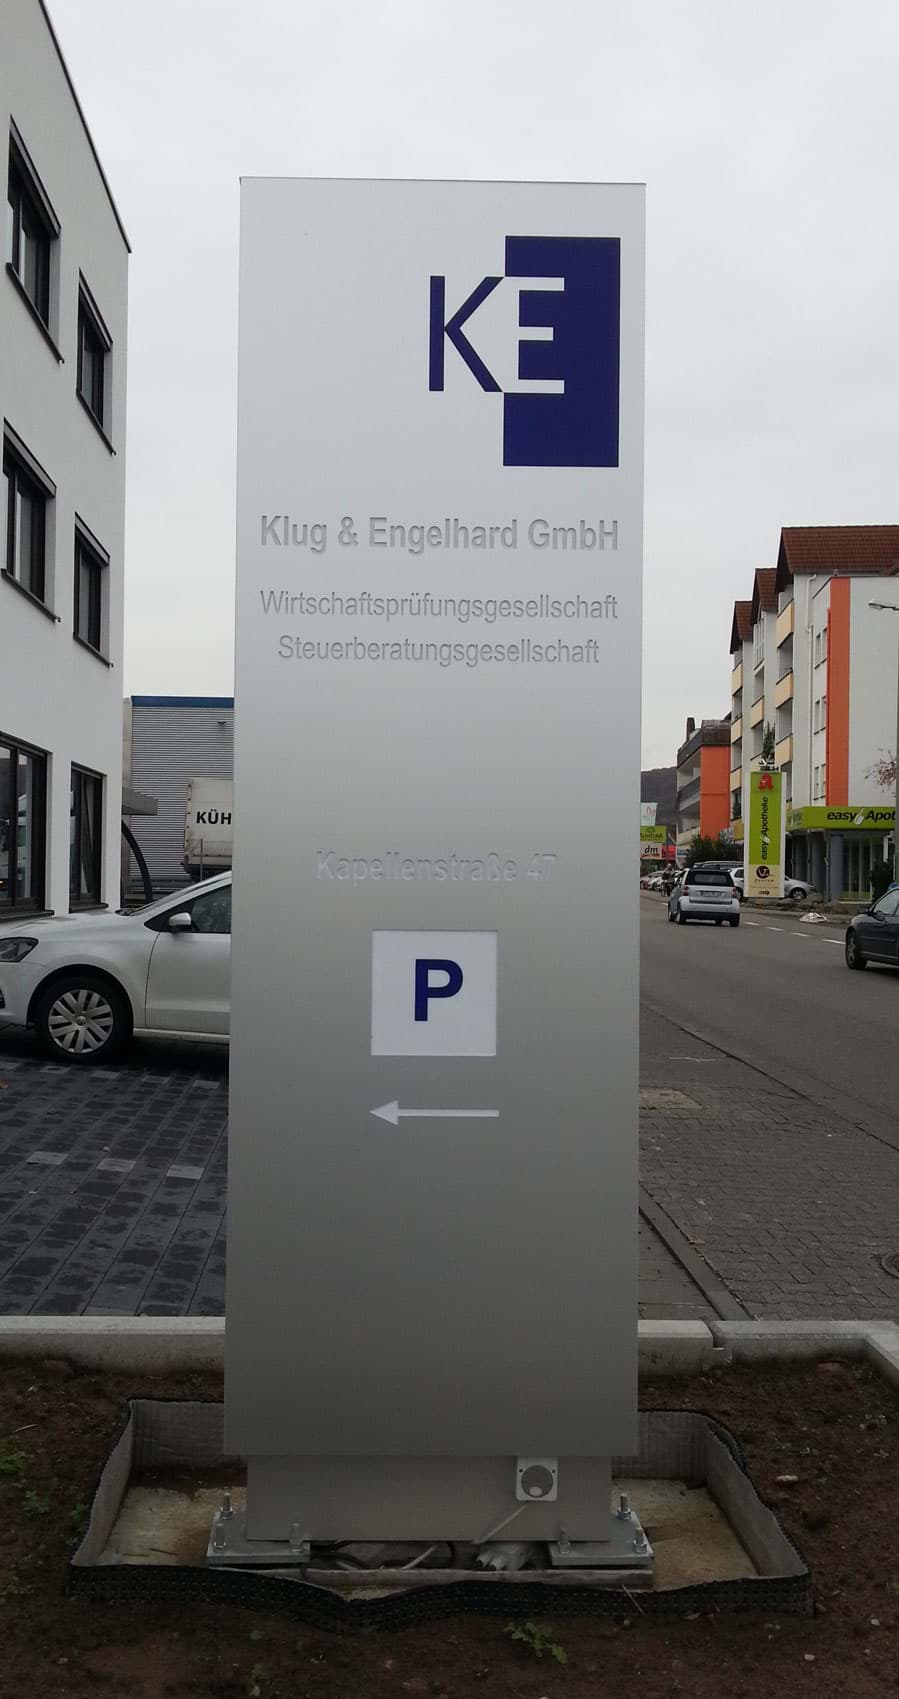 KE
Klug & Engelhard GmbH
Wirtschaftsprüfungsgesellschaft
Steuerberatungsgesellschaft
Kapellenstraße 47
P
KÜH
easy Apotheke
easy Apot
dm